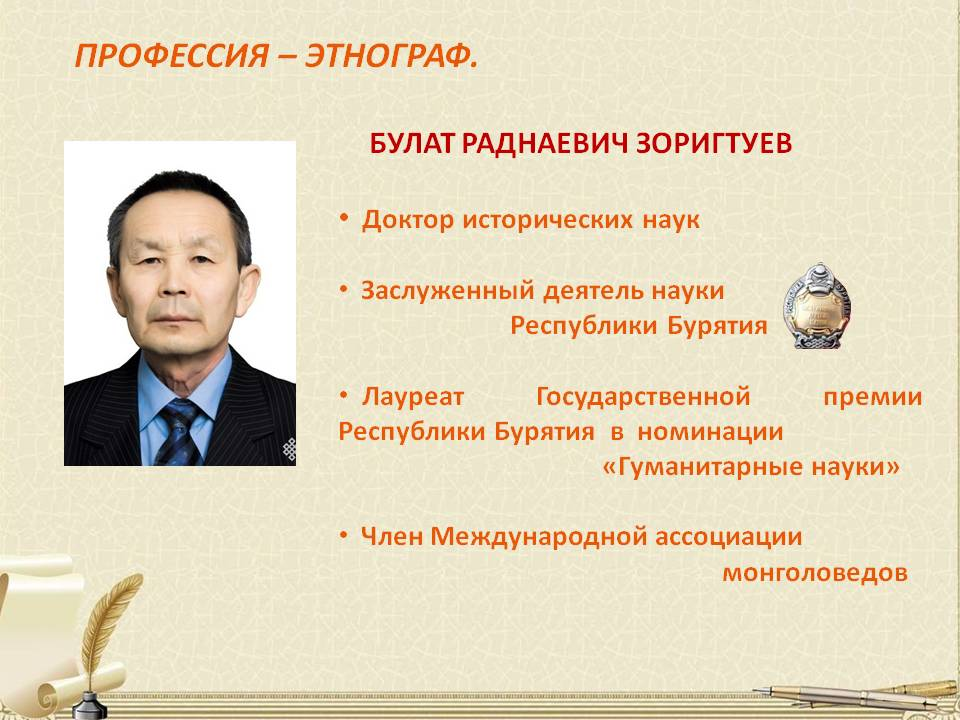 ПРОФЕССИЯ – ЭТНОГРАФ.
БУЛАТ РАДНАЕВИЧ ЗОРИГТУЕВ
• Доктор исторических наук
• Заслуженный деятель науки
Республики Бурятия
• Лауреат Государственной премии
Республики Бурятия в номинации
«Гуманитарные науки»
• Член Международной ассоциации
монголоведов